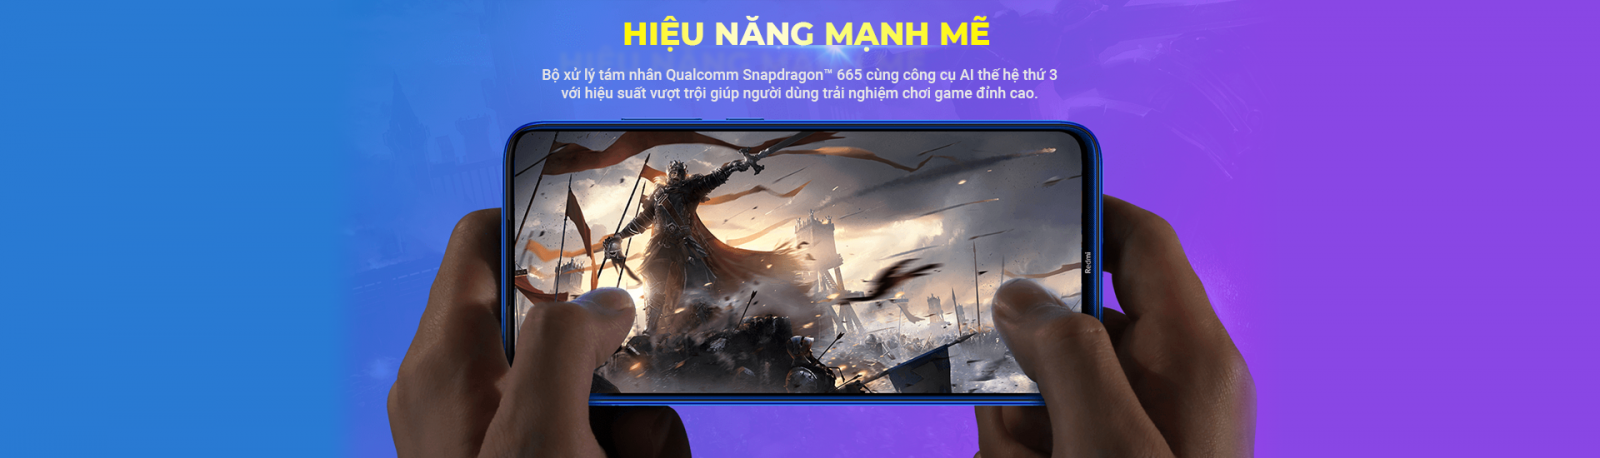 HIỆU NĂNG MẠNH MẼ
Bộ xử lý tám nhân Qualcomm Snapdragon™ 665 cùng công cụ AI thế hệ thứ 3
với hiệu suất vượt trội giúp người dùng trải nghiệm chơi game đỉnh cao.
Redmi